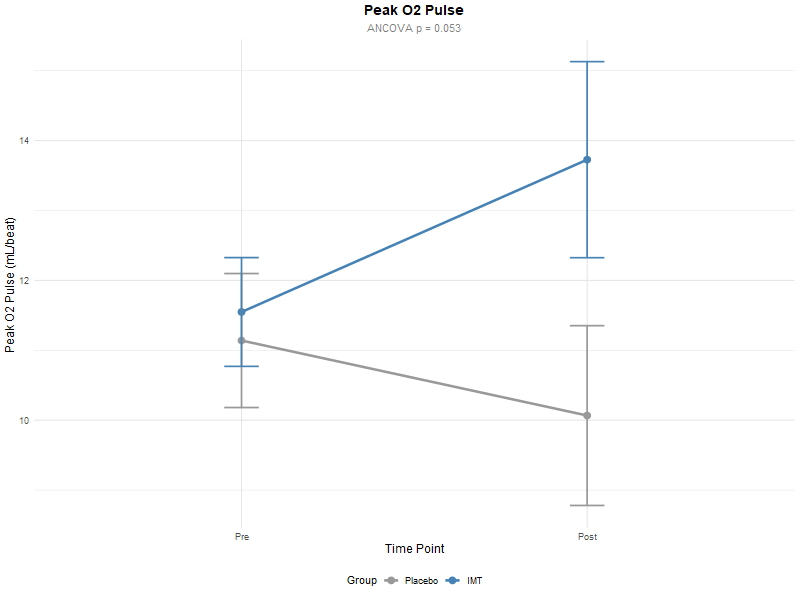 Peak O2 Pulse
ANCOVA p = 0.053
Peak O2 Pulse (mL/beat)
14
12
10
Pre Post
Time Point
Group Placebo IMT